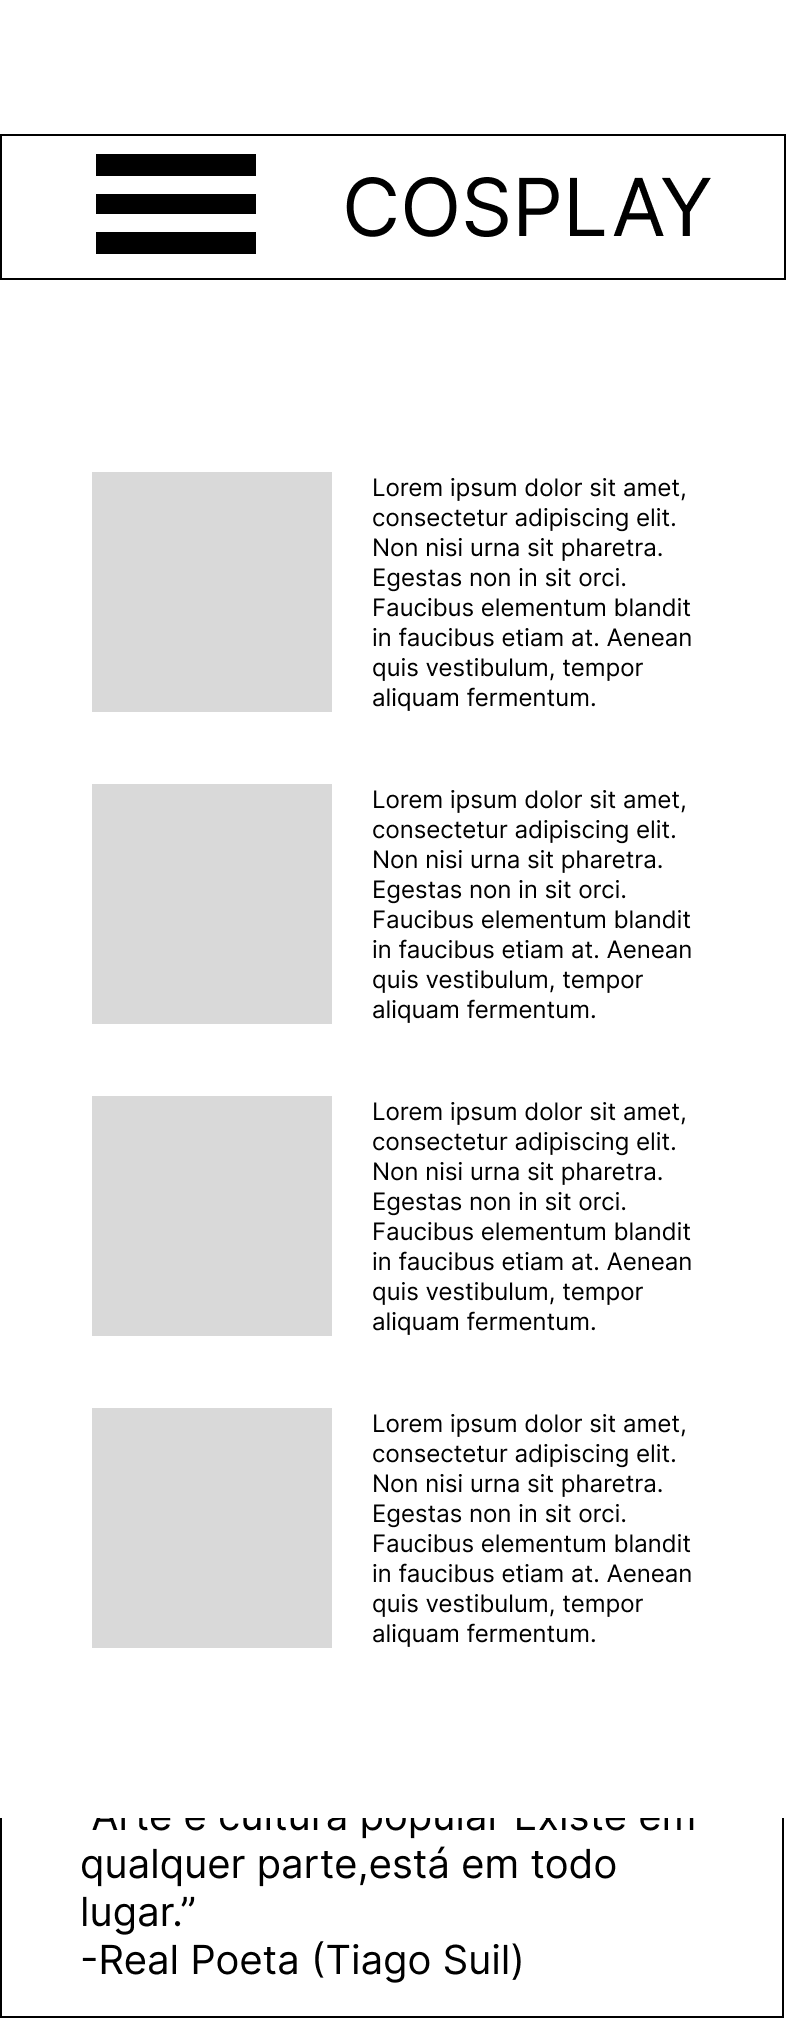 COSPLAY
Lorem ipsum dolor sit amet,
consectetur adipiscing elit.
Non nisi urna sit pharetra.
Egestas non in sit orci.
Faucibus elementum blandit
in faucibus etiam at. Aenean
quis vestibulum, tempor
aliquam fermentum.
Lorem ipsum dolor sit amet,
consectetur adipiscing elit.
Non nisi urna sit pharetra.
Egestas non in sit orci.
Faucibus elementum blandit
in faucibus etiam at. Aenean
quis vestibulum, tempor
aliquam fermentum.
Lorem ipsum dolor sit amet,
consectetur adipiscing elit.
Non nisi urna sit pharetra.
Egestas non in sit orci.
Faucibus elementum blandit
in faucibus etiam at. Aenean
quis vestibulum, tempor
aliquam fermentum.
Lorem ipsum dolor sit amet,
consectetur adipiscing elit.
Non nisi urna sit pharetra.
Egestas non in sit orci.
Faucibus elementum blandit
in faucibus etiam at. Aenean
quis vestibulum, tempor
aliquam fermentum.
Arte e cultura popular Existe em
qualquer parte,está em todo
lugar.”
-Real Poeta (Tiago Suil)